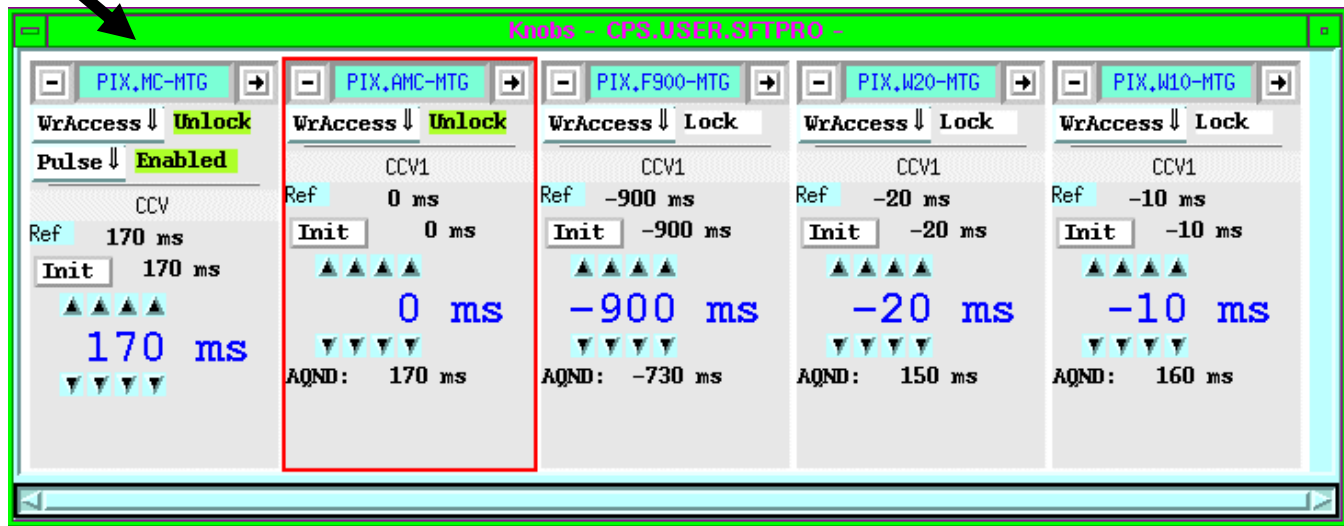 Knobs - CPS.USER.SFTPRO -
- PIX.MC-MTG
WrAccess Unlock
Pulse Enabled
CCV
Ref 170 ms
Init 170 ms
170 ms
- PIX.AMC-MTG
WrAccess Unlock
CCV1
Ref 0 ms
Init 0 ms
0 ms
AQND: 170 ms
- PIX.F900-MTG
WrAccess Lock
CCV1
Ref -900 ms
Init -900 ms
-900 ms
AQND: -730 ms
- PIX.W20-MTG
WrAccess Lock
CCV1
Ref -20 ms
Init -20 ms
-20 ms
AQND: 150 ms
- PIX.W10-MTG
WrAccess Lock
CCV1
Ref -10 ms
Init -10 ms
-10 ms
AQND: 160 ms